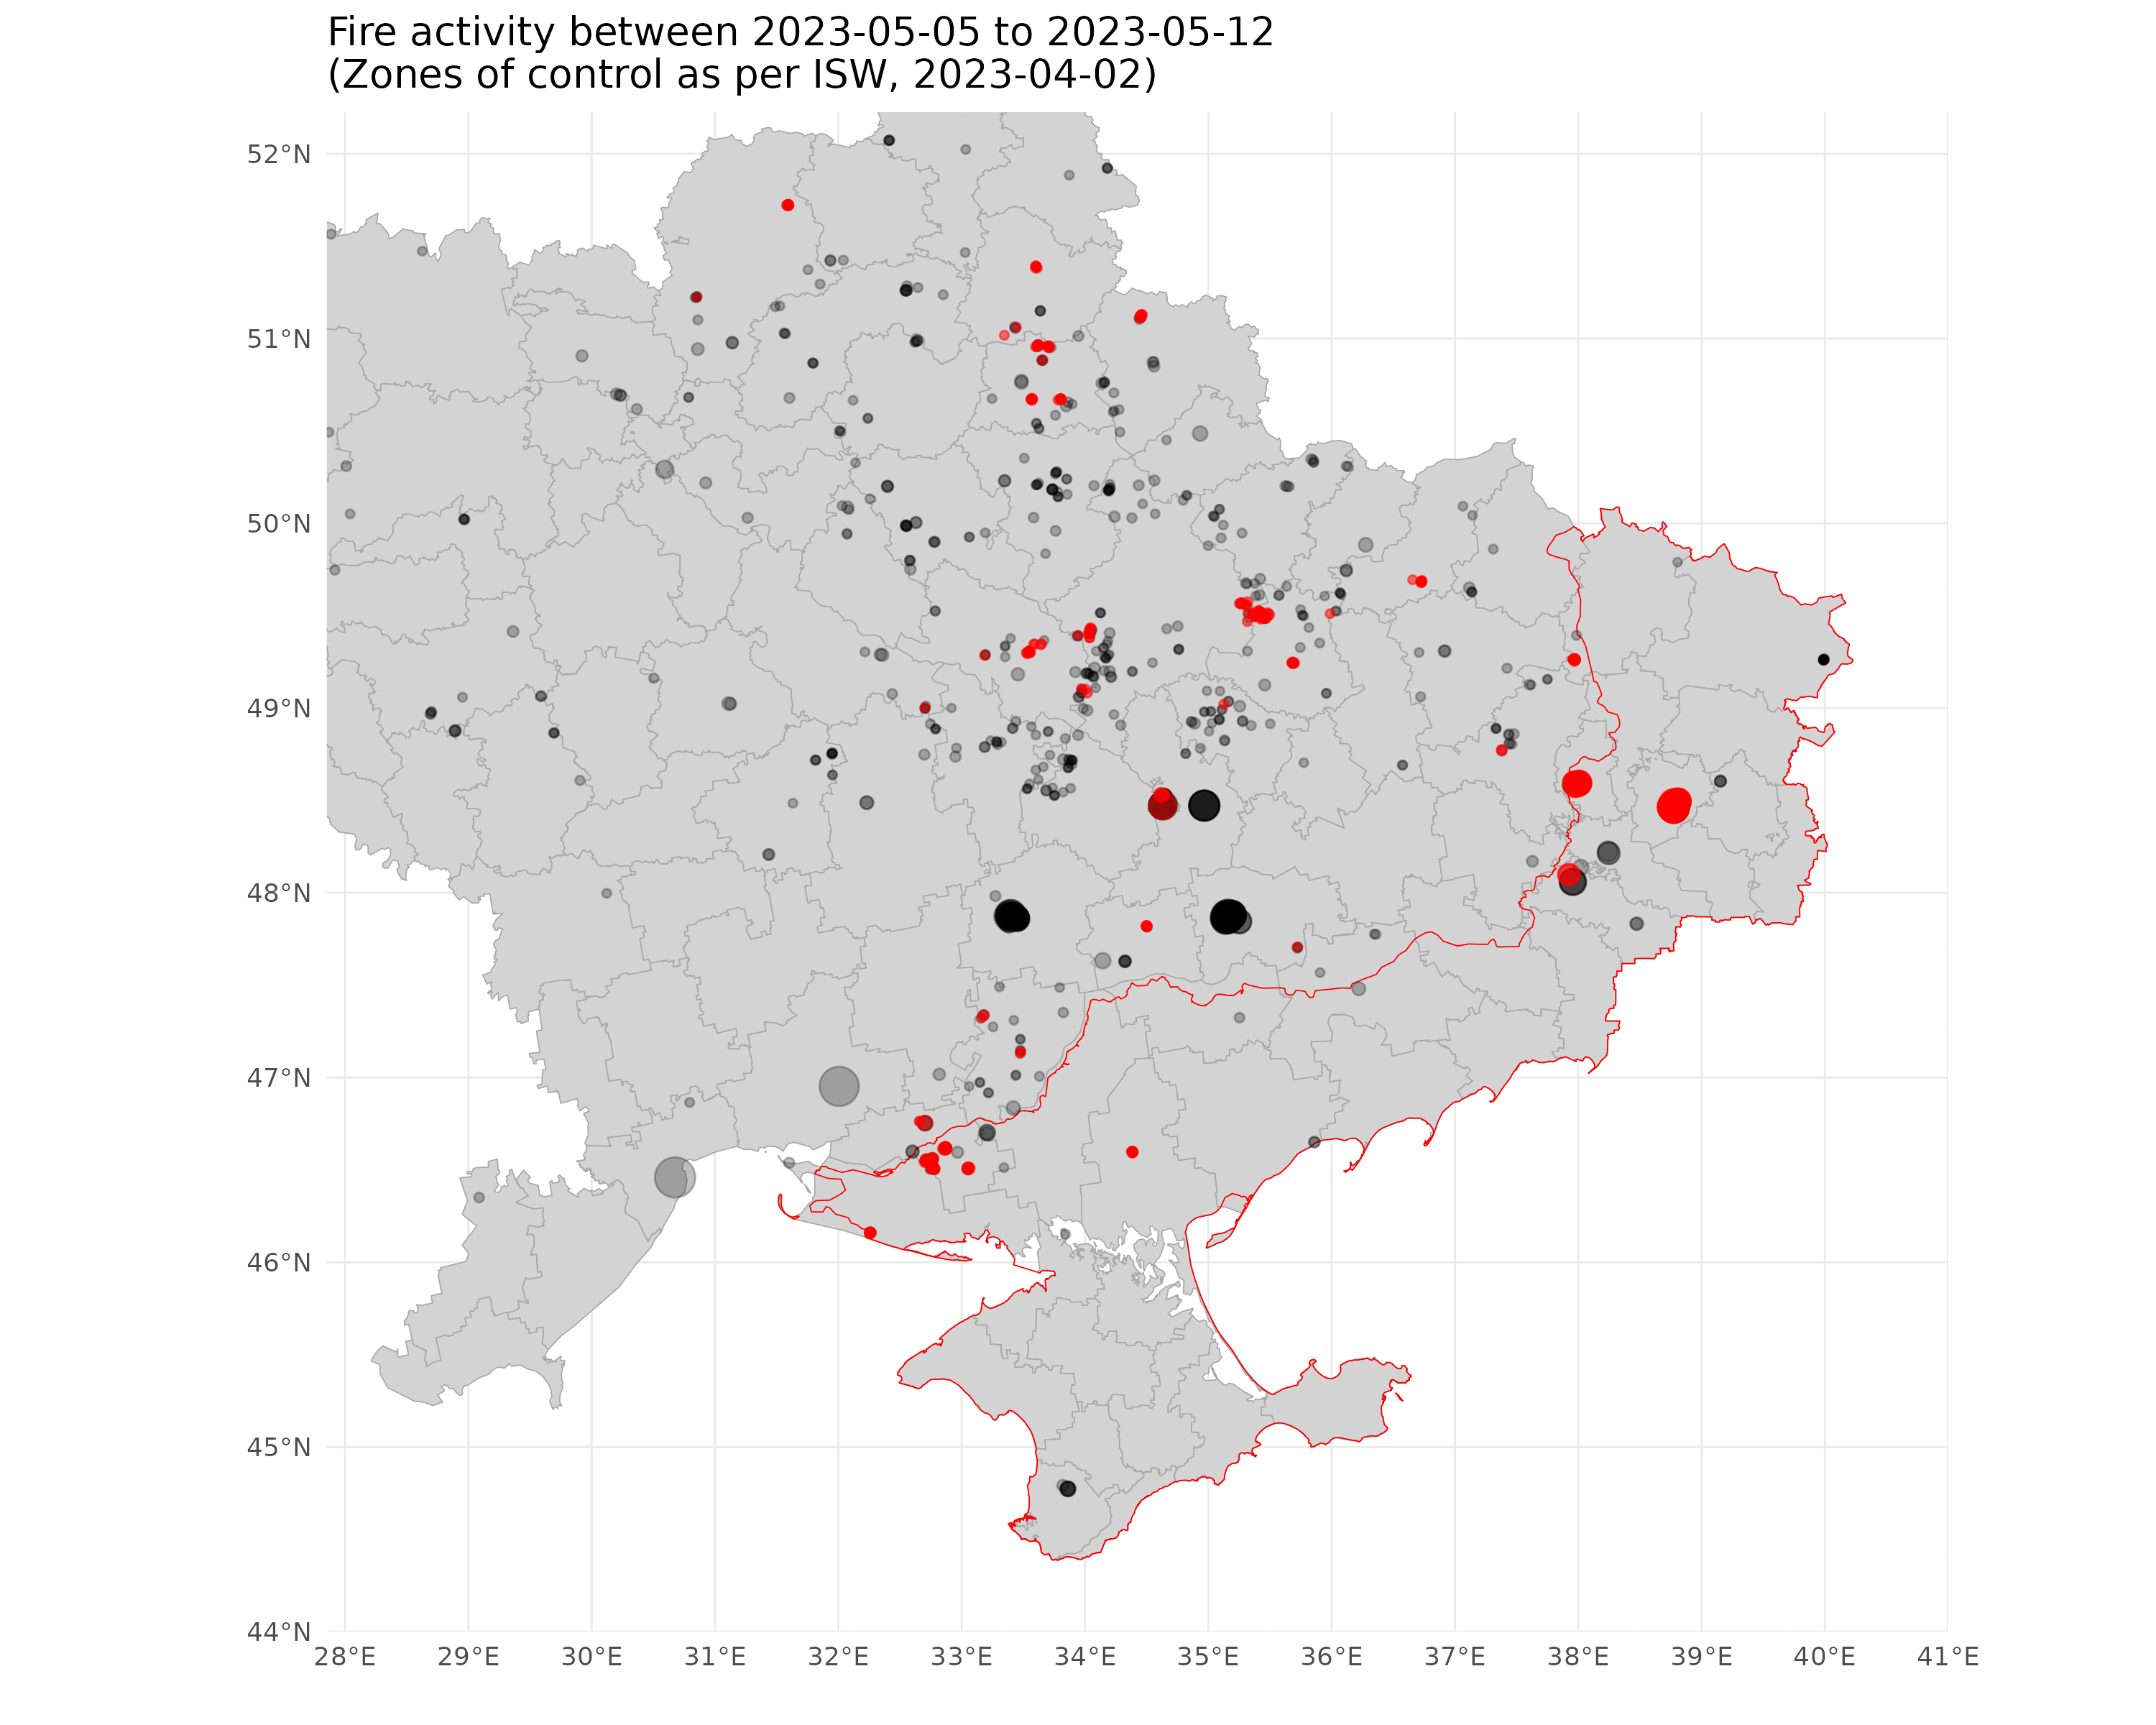 Fire activity between 2023-05-05 to 2023-05-12
(Zones of control as per ISW, 2023-04-02)
52°N
51°N
50°N
49°N
48°N
47°N
46°N
45°N
44°N
28°E 29°E 30°E 31°E 32°E 33°E 34°E 35°E 36°E 37°E 38°E 39°E 40°E 41°E